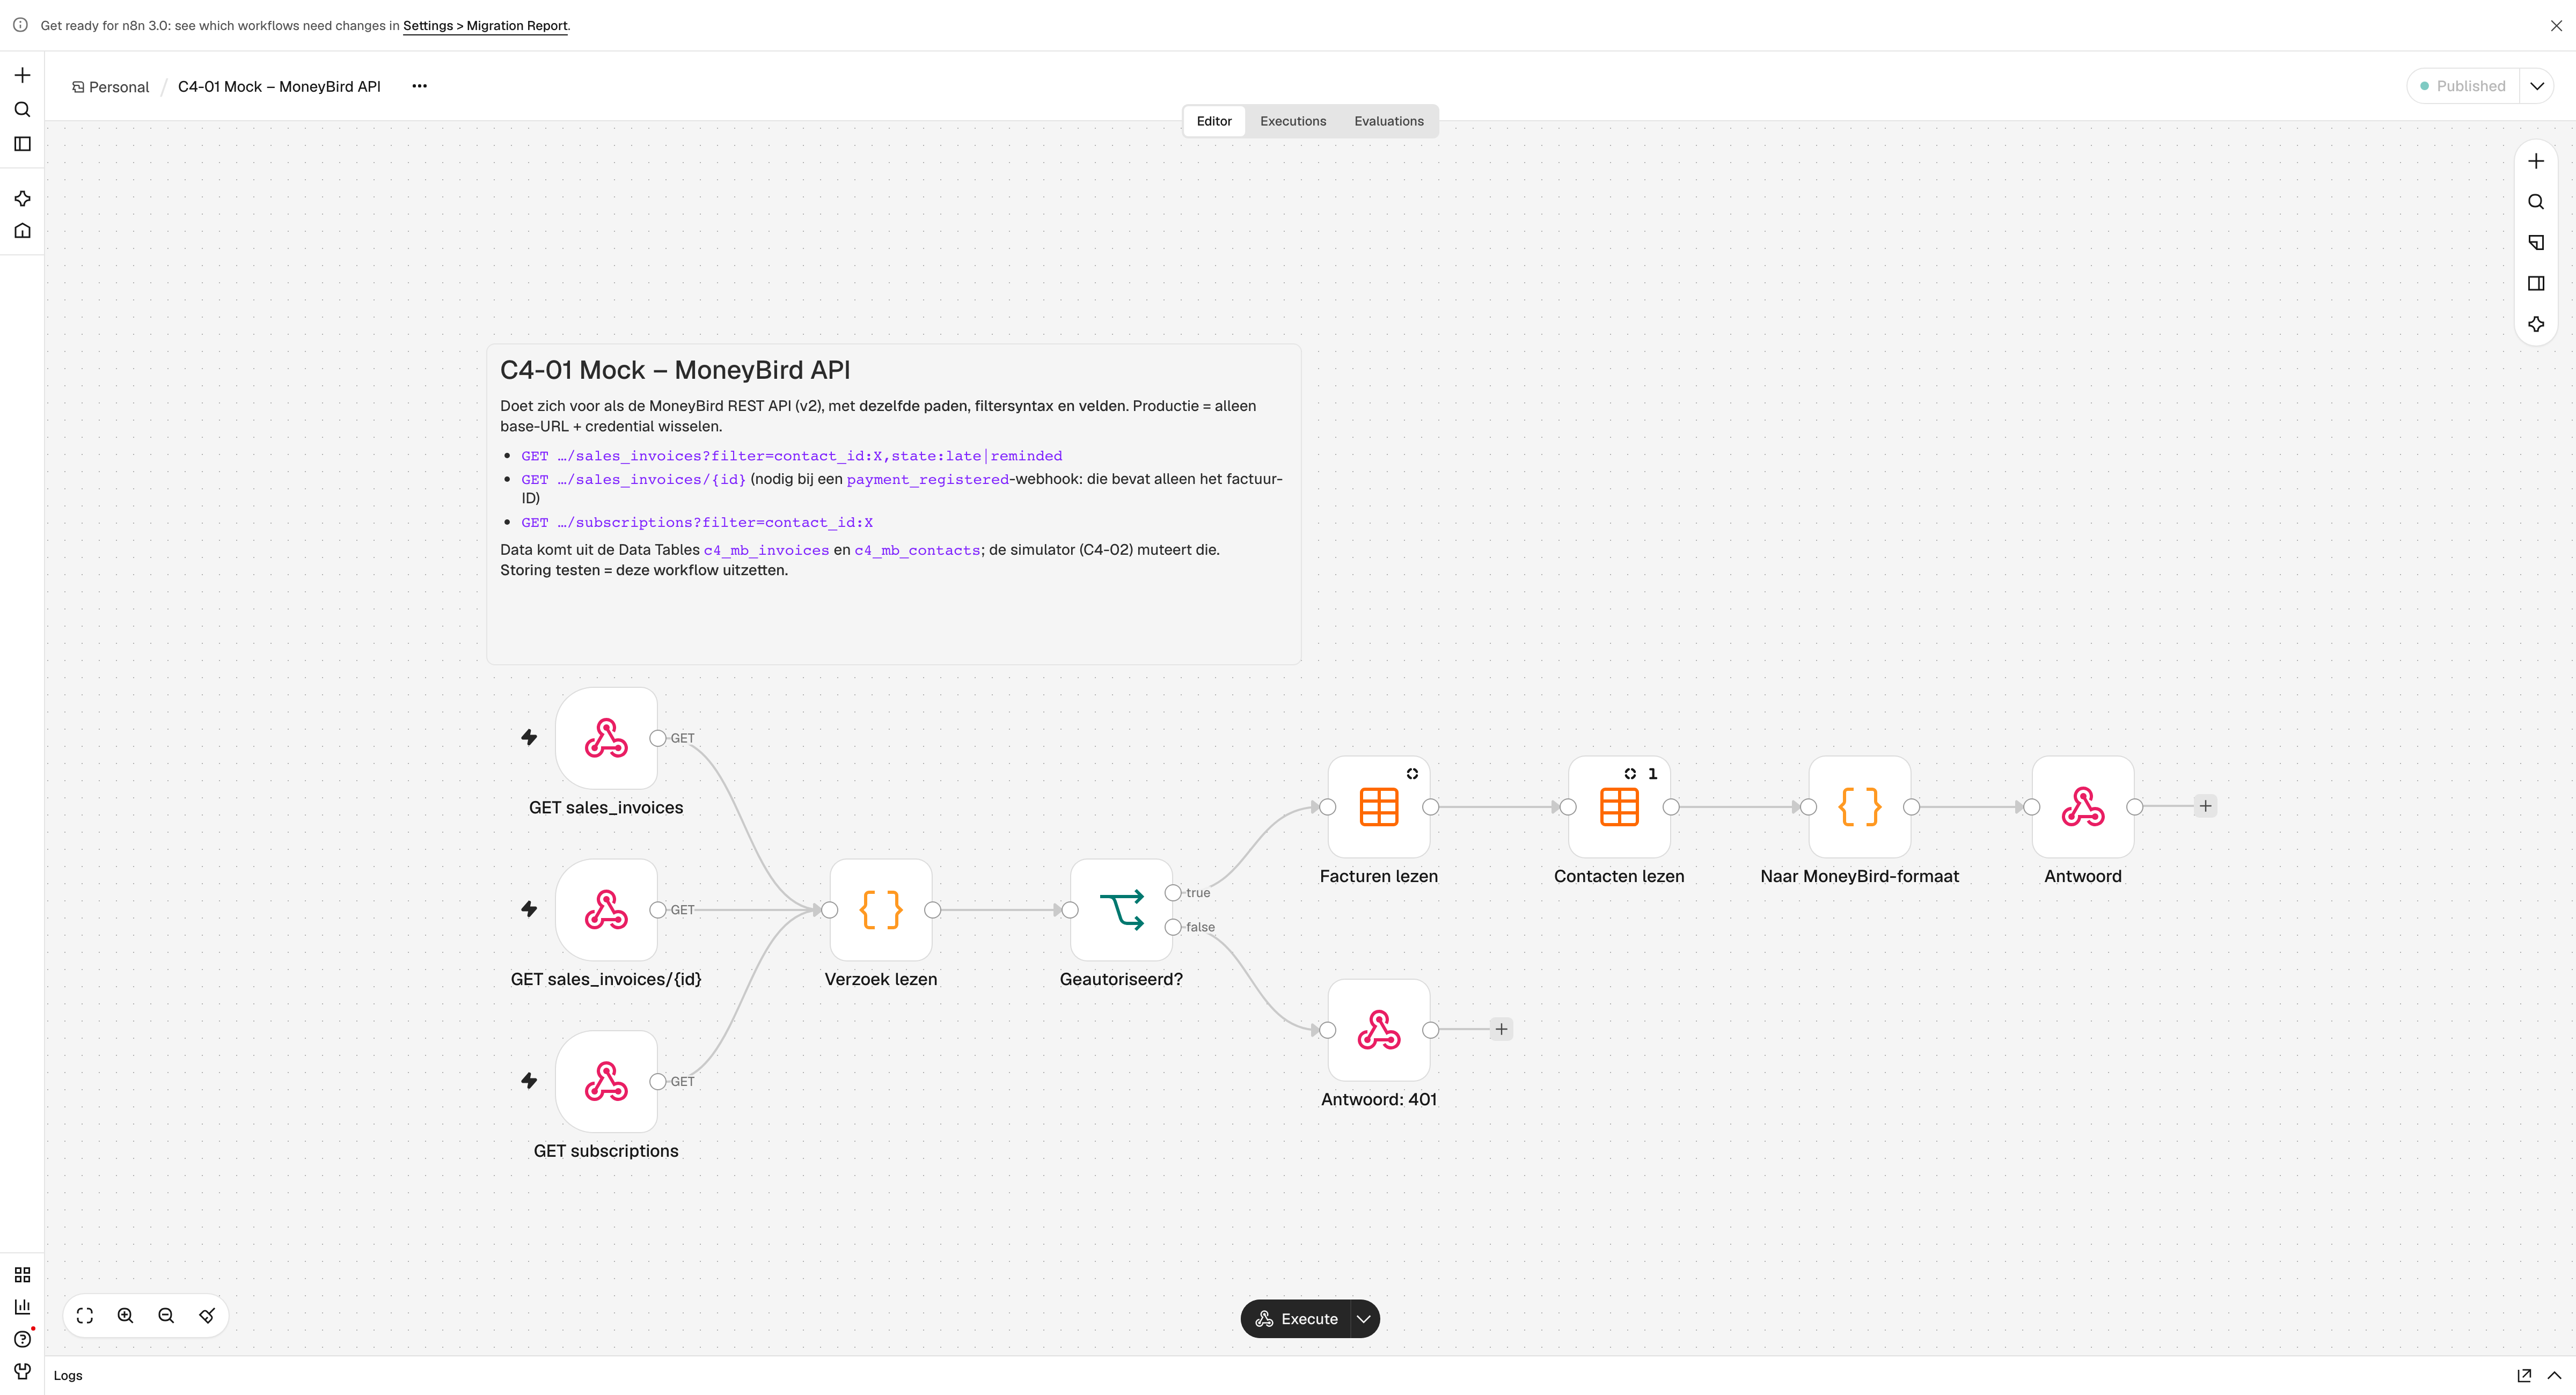 Get ready for n8n 3.0: see which workflows need changes in Settings > Migration Report.
Personal / C4-01 Mock – MoneyBird API
Published
Editor Executions Evaluations
C4-01 Mock – MoneyBird API
Doet zich voor als de MoneyBird REST API (v2), met dezelfde paden, filtersyntax en velden. Productie = alleen
base-URL + credential wisselen.
• GET …/sales_invoices?filter=contact_id:X,state:late|reminded
• GET …/sales_invoices/{id} (nodig bij een payment_registered-webhook: die bevat alleen het factuur-
ID)
• GET …/subscriptions?filter=contact_id:X
Data komt uit de Data Tables c4_mb_invoices en c4_mb_contacts; de simulator (C4-02) muteert die.
Storing testen = deze workflow uitzetten.
GET
GET sales_invoices
GET
GET sales_invoices/{id}
GET
GET subscriptions
Verzoek lezen
true
false
Geautoriseerd?
Facturen lezen
1
Contacten lezen
Naar MoneyBird-formaat
Antwoord
Antwoord: 401
Execute
Logs